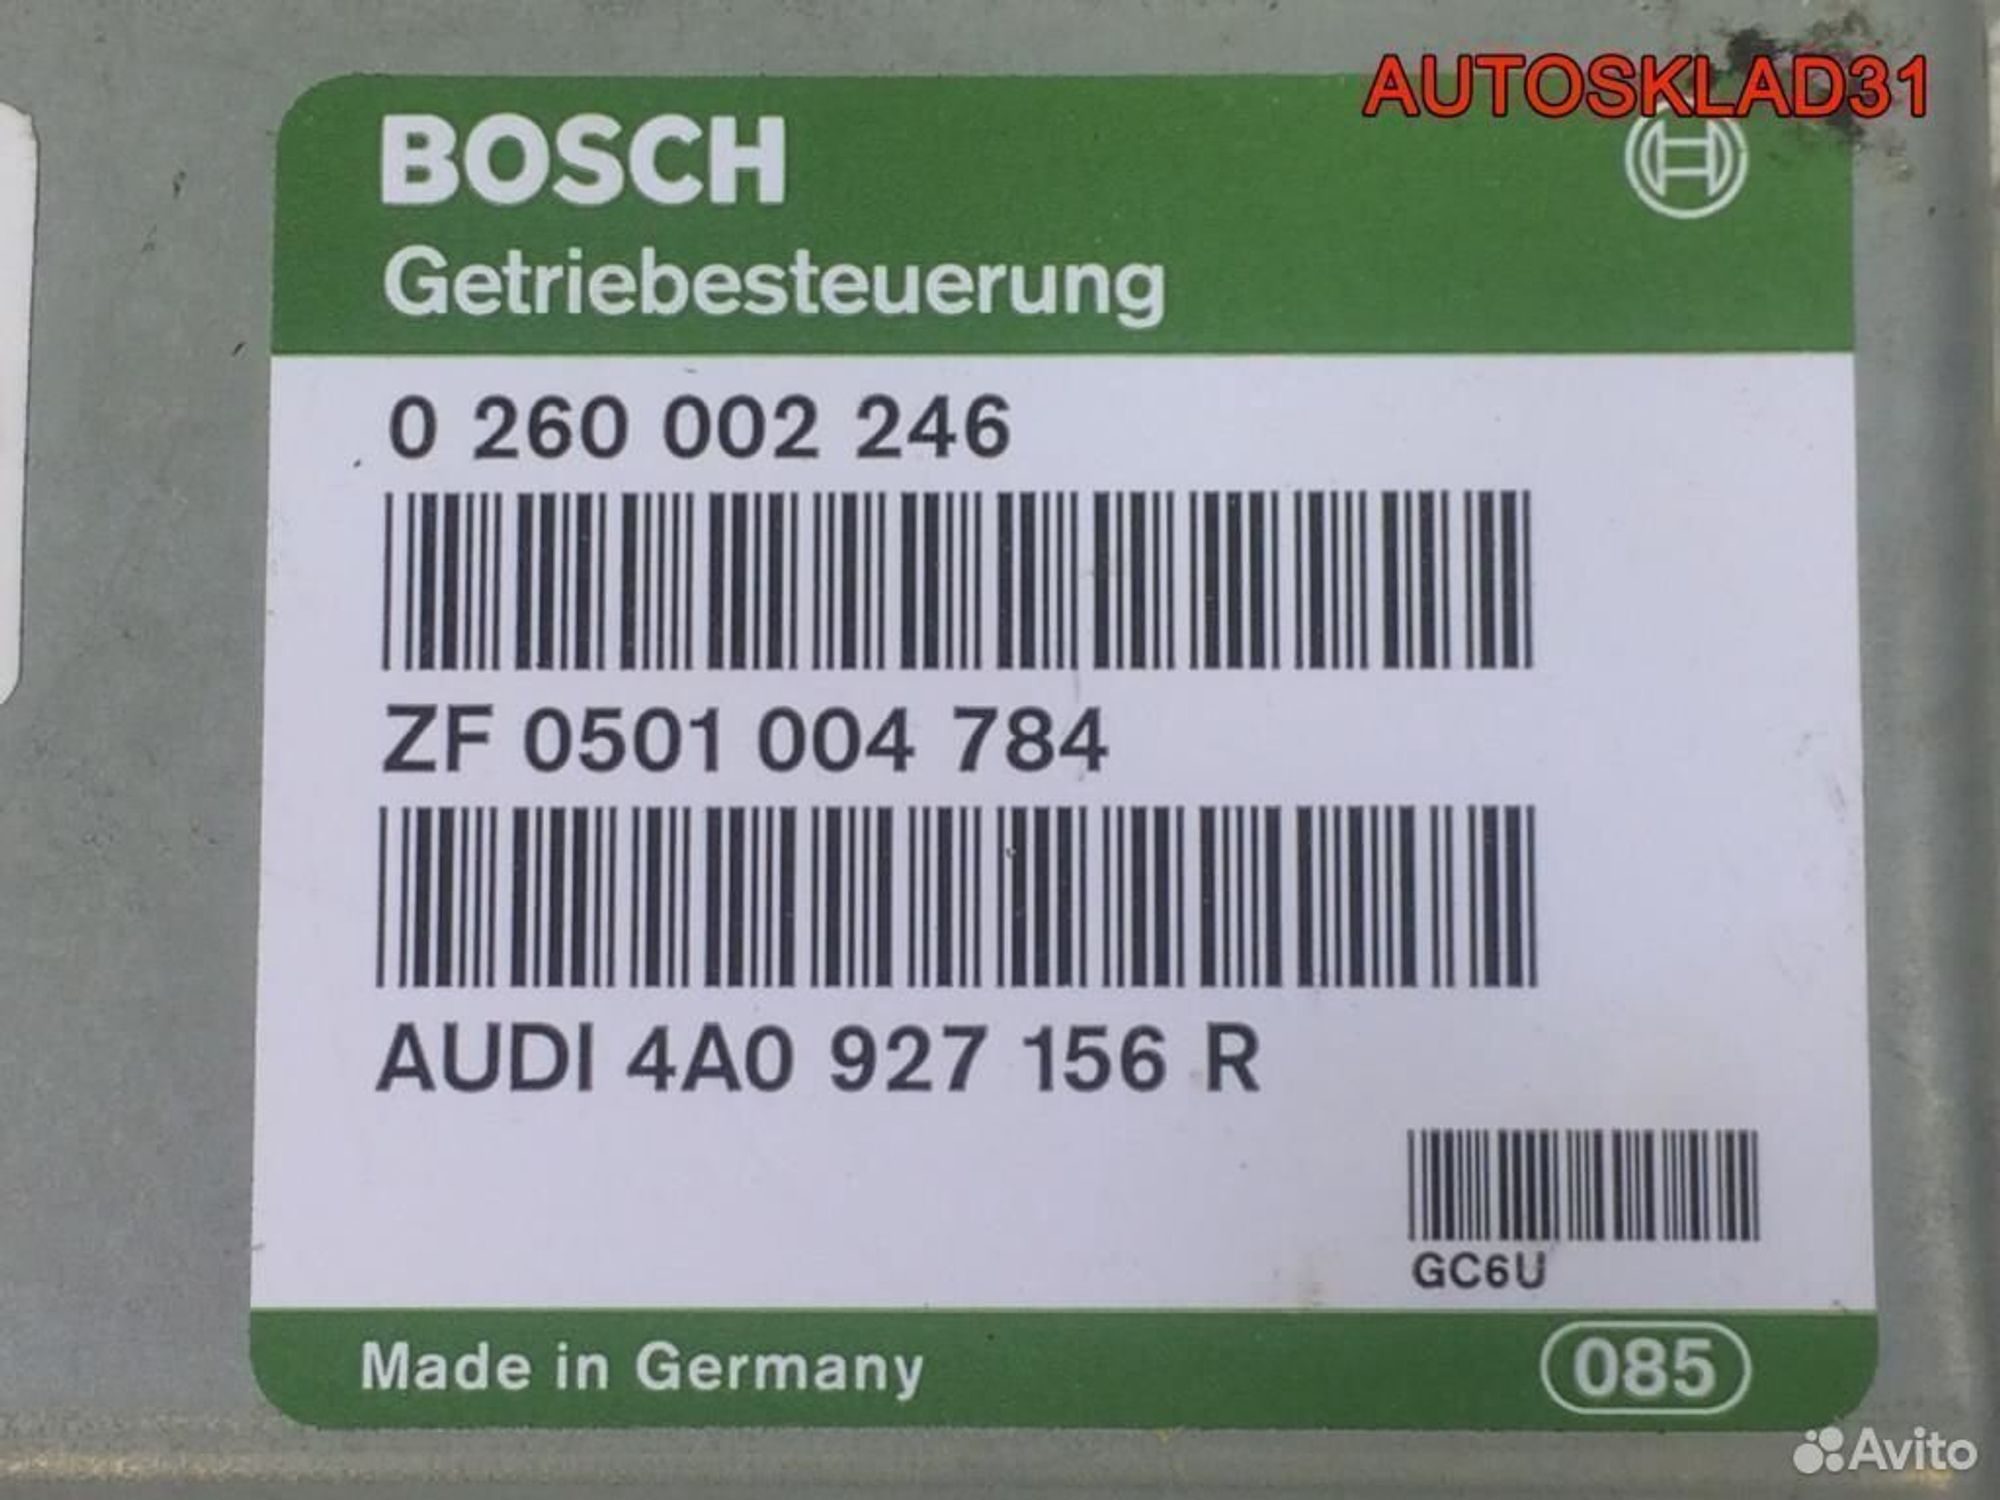 AUTOSKLAD31
BOSCH
Getriebesteuerung
0 260 002 246
ZF 0501 004 784
AUDI 4A0 927 156 R
GC6U
Made in Germany
085
Avito